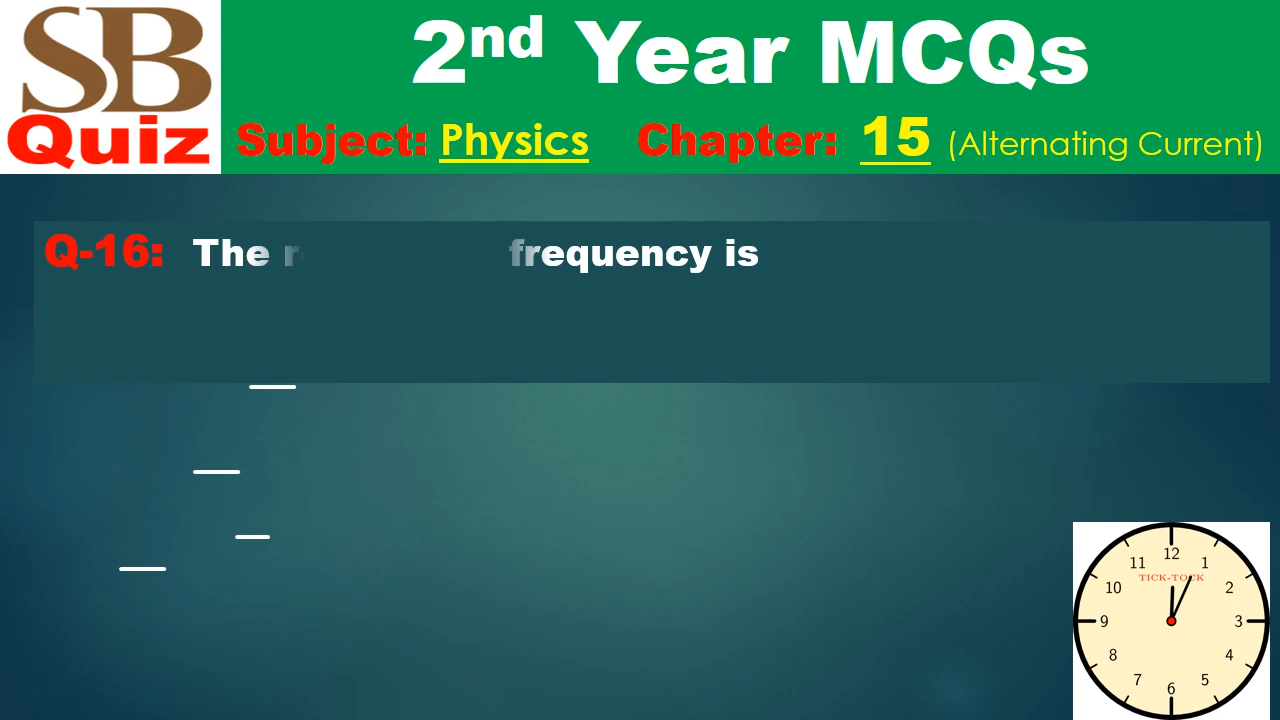 SB
Quiz
2nd Year MCQs
Subject: Physics Chapter: 15 (Alternating Current)
Q-16: The frequency is
12
11 1
TICK-TOCK
10 2
9 3
8 4
7 5
6